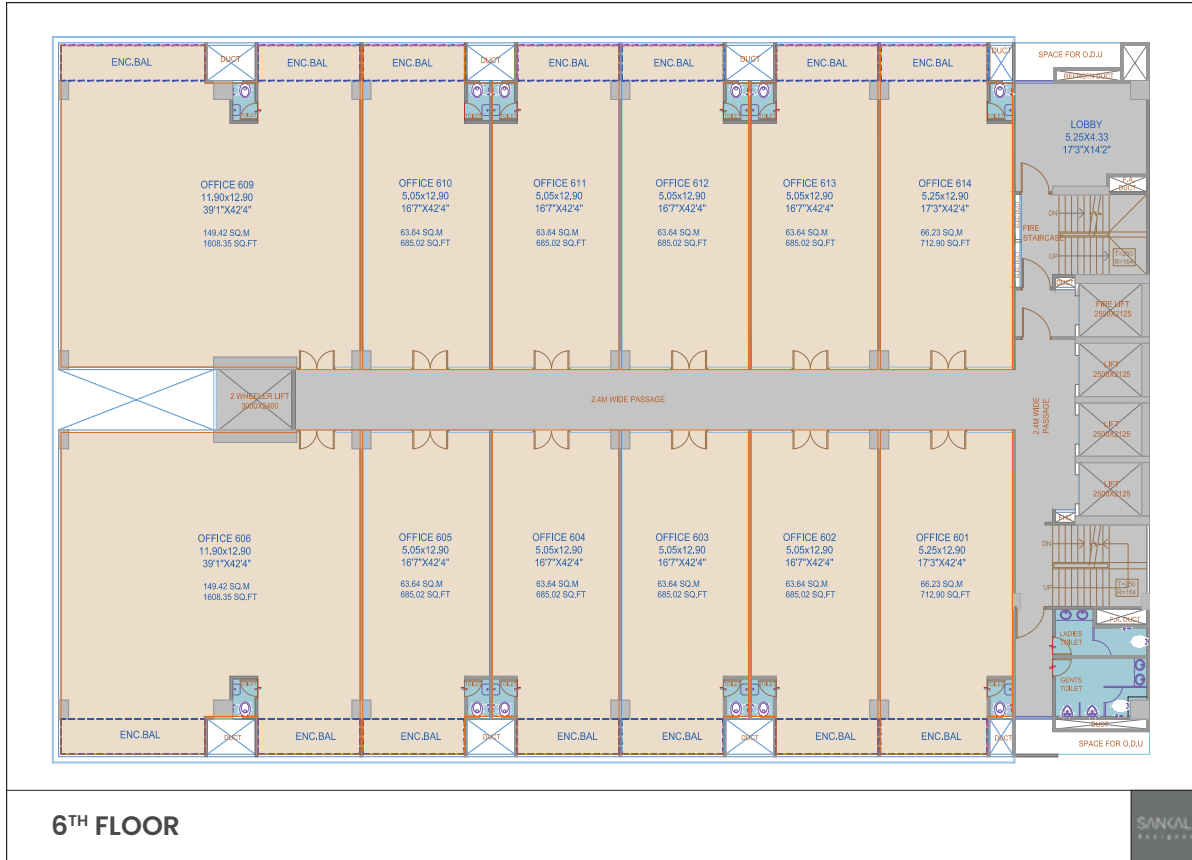 ENC.BAL
DUCT
ENC.BAL
ENC.BAL
DUCT
ENC.BAL
ENC.BAL
DUCT
ENC.BAL
ENC.BAL
DUCT
SPACE FOR O.D.U
LOBBY
5.25X4.33
17'3"X14'2"
OFFICE 609
11.90x12.90
39'1"X42'4"
149.42 SQ.M
1608.35 SQ.FT
OFFICE 610
5.05x12.90
16'7"X42'4"
63.64 SQ.M
685.02 SQ.FT
OFFICE 611
5.05x12.90
16'7"X42'4"
63.64 SQ.M
685.02 SQ.FT
OFFICE 612
5.05x12.90
16'7"X42'4"
63.64 SQ.M
685.02 SQ.FT
OFFICE 613
5.05x12.90
16'7"X42'4"
63.64 SQ.M
685.02 SQ.FT
OFFICE 614
5.25x12.90
17'3"X42'4"
66.23 SQ.M
712.90 SQ.FT
F.A.
DUCT
DN
FIRE
STAIRCASE
UP
T=250
R=164
DUCT
FIRE LIFT
2500X2125
LIFT
2500X2125
2 WHEELER LIFT
3000X2400
2.4M WIDE PASSAGE
2.4M WIDE
PASSAGE
LIFT
2500X2125
LIFT
2500X2125
OFFICE 606
11.90x12.90
39'1"X42'4"
149.42 SQ.M
1608.35 SQ.FT
OFFICE 605
5.05x12.90
16'7"X42'4"
63.64 SQ.M
685.02 SQ.FT
OFFICE 604
5.05x12.90
16'7"X42'4"
63.64 SQ.M
685.02 SQ.FT
OFFICE 603
5.05x12.90
16'7"X42'4"
63.64 SQ.M
685.02 SQ.FT
OFFICE 602
5.05x12.90
16'7"X42'4"
63.64 SQ.M
685.02 SQ.FT
OFFICE 601
5.25x12.90
17'3"X42'4"
66.23 SQ.M
712.90 SQ.FT
DN
UP
T=250
R=164
F.A. DUCT
LADIES
TOILET
GENTS
TOILET
DUCT
ENC.BAL
DUCT
ENC.BAL
ENC.BAL
DUCT
ENC.BAL
ENC.BAL
DUCT
ENC.BAL
ENC.BAL
DUCT
SPACE FOR O.D.U
6TH FLOOR
SANKAL
designer